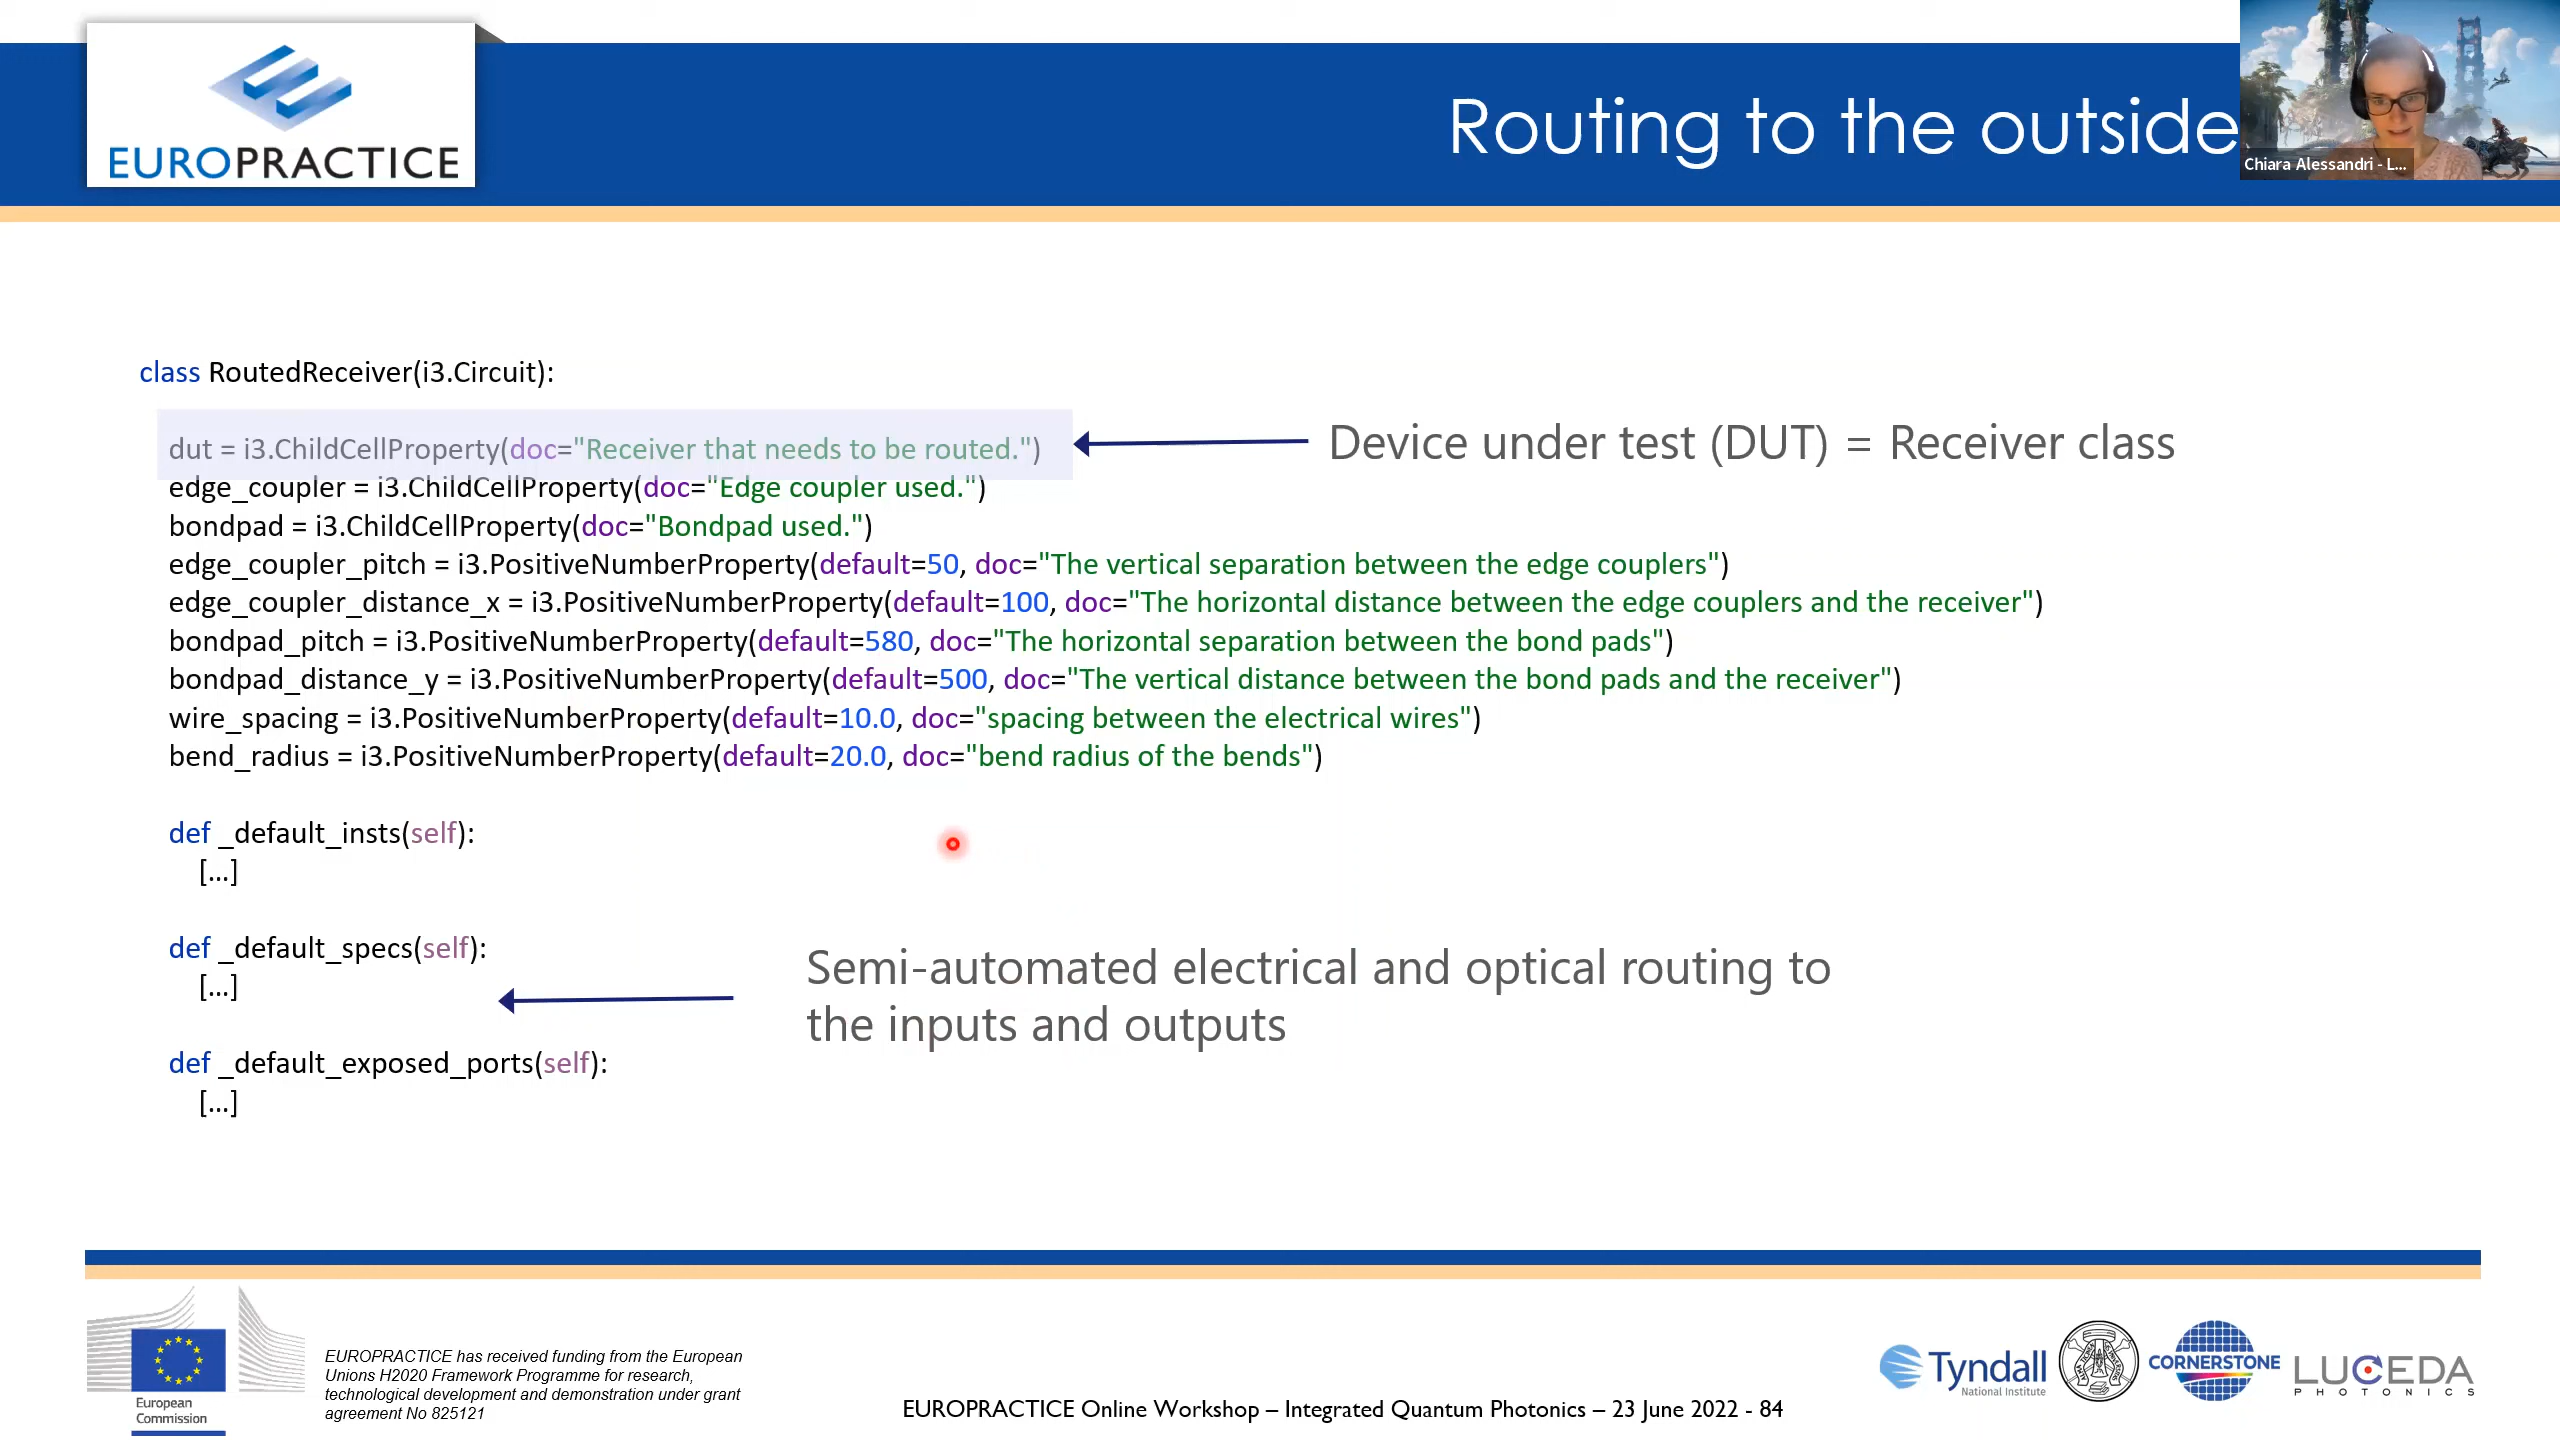 EUROPRACTICE
Routing to the outside
Chiara Alessandri - L...
class RoutedReceiver(i3.Circuit):
dut = i3.ChildCellProperty(doc="Receiver that needs to be routed.")
Device under test (DUT) = Receiver class
edge_coupler = i3.ChildCellProperty(doc="Edge coupler used.")
bondpad = i3.ChildCellProperty(doc="Bondpad used.")
edge_coupler_pitch = i3.PositiveNumberProperty(default=50, doc="The vertical separation between the edge couplers")
edge_coupler_distance_x = i3.PositiveNumberProperty(default=100, doc="The horizontal distance between the edge couplers and the receiver")
bondpad_pitch = i3.PositiveNumberProperty(default=580, doc="The horizontal separation between the bond pads")
bondpad_distance_y = i3.PositiveNumberProperty(default=500, doc="The vertical distance between the bond pads and the receiver")
wire_spacing = i3.PositiveNumberProperty(default=10.0, doc="spacing between the electrical wires")
bend_radius = i3.PositiveNumberProperty(default=20.0, doc="bend radius of the bends")
def _default_insts(self):
[...]
def _default_specs(self):
[...]
Semi-automated electrical and optical routing to
the inputs and outputs
def _default_exposed_ports(self):
[...]
European
Commission
EUROPRACTICE has received funding from the European
Unions H2020 Framework Programme for research,
technological development and demonstration under grant
agreement No 825121
EUROPRACTICE Online Workshop – Integrated Quantum Photonics – 23 June 2022 - 84
Tyndall
National Institute
CORNERSTONE
LUCEDA
PHOTONICS